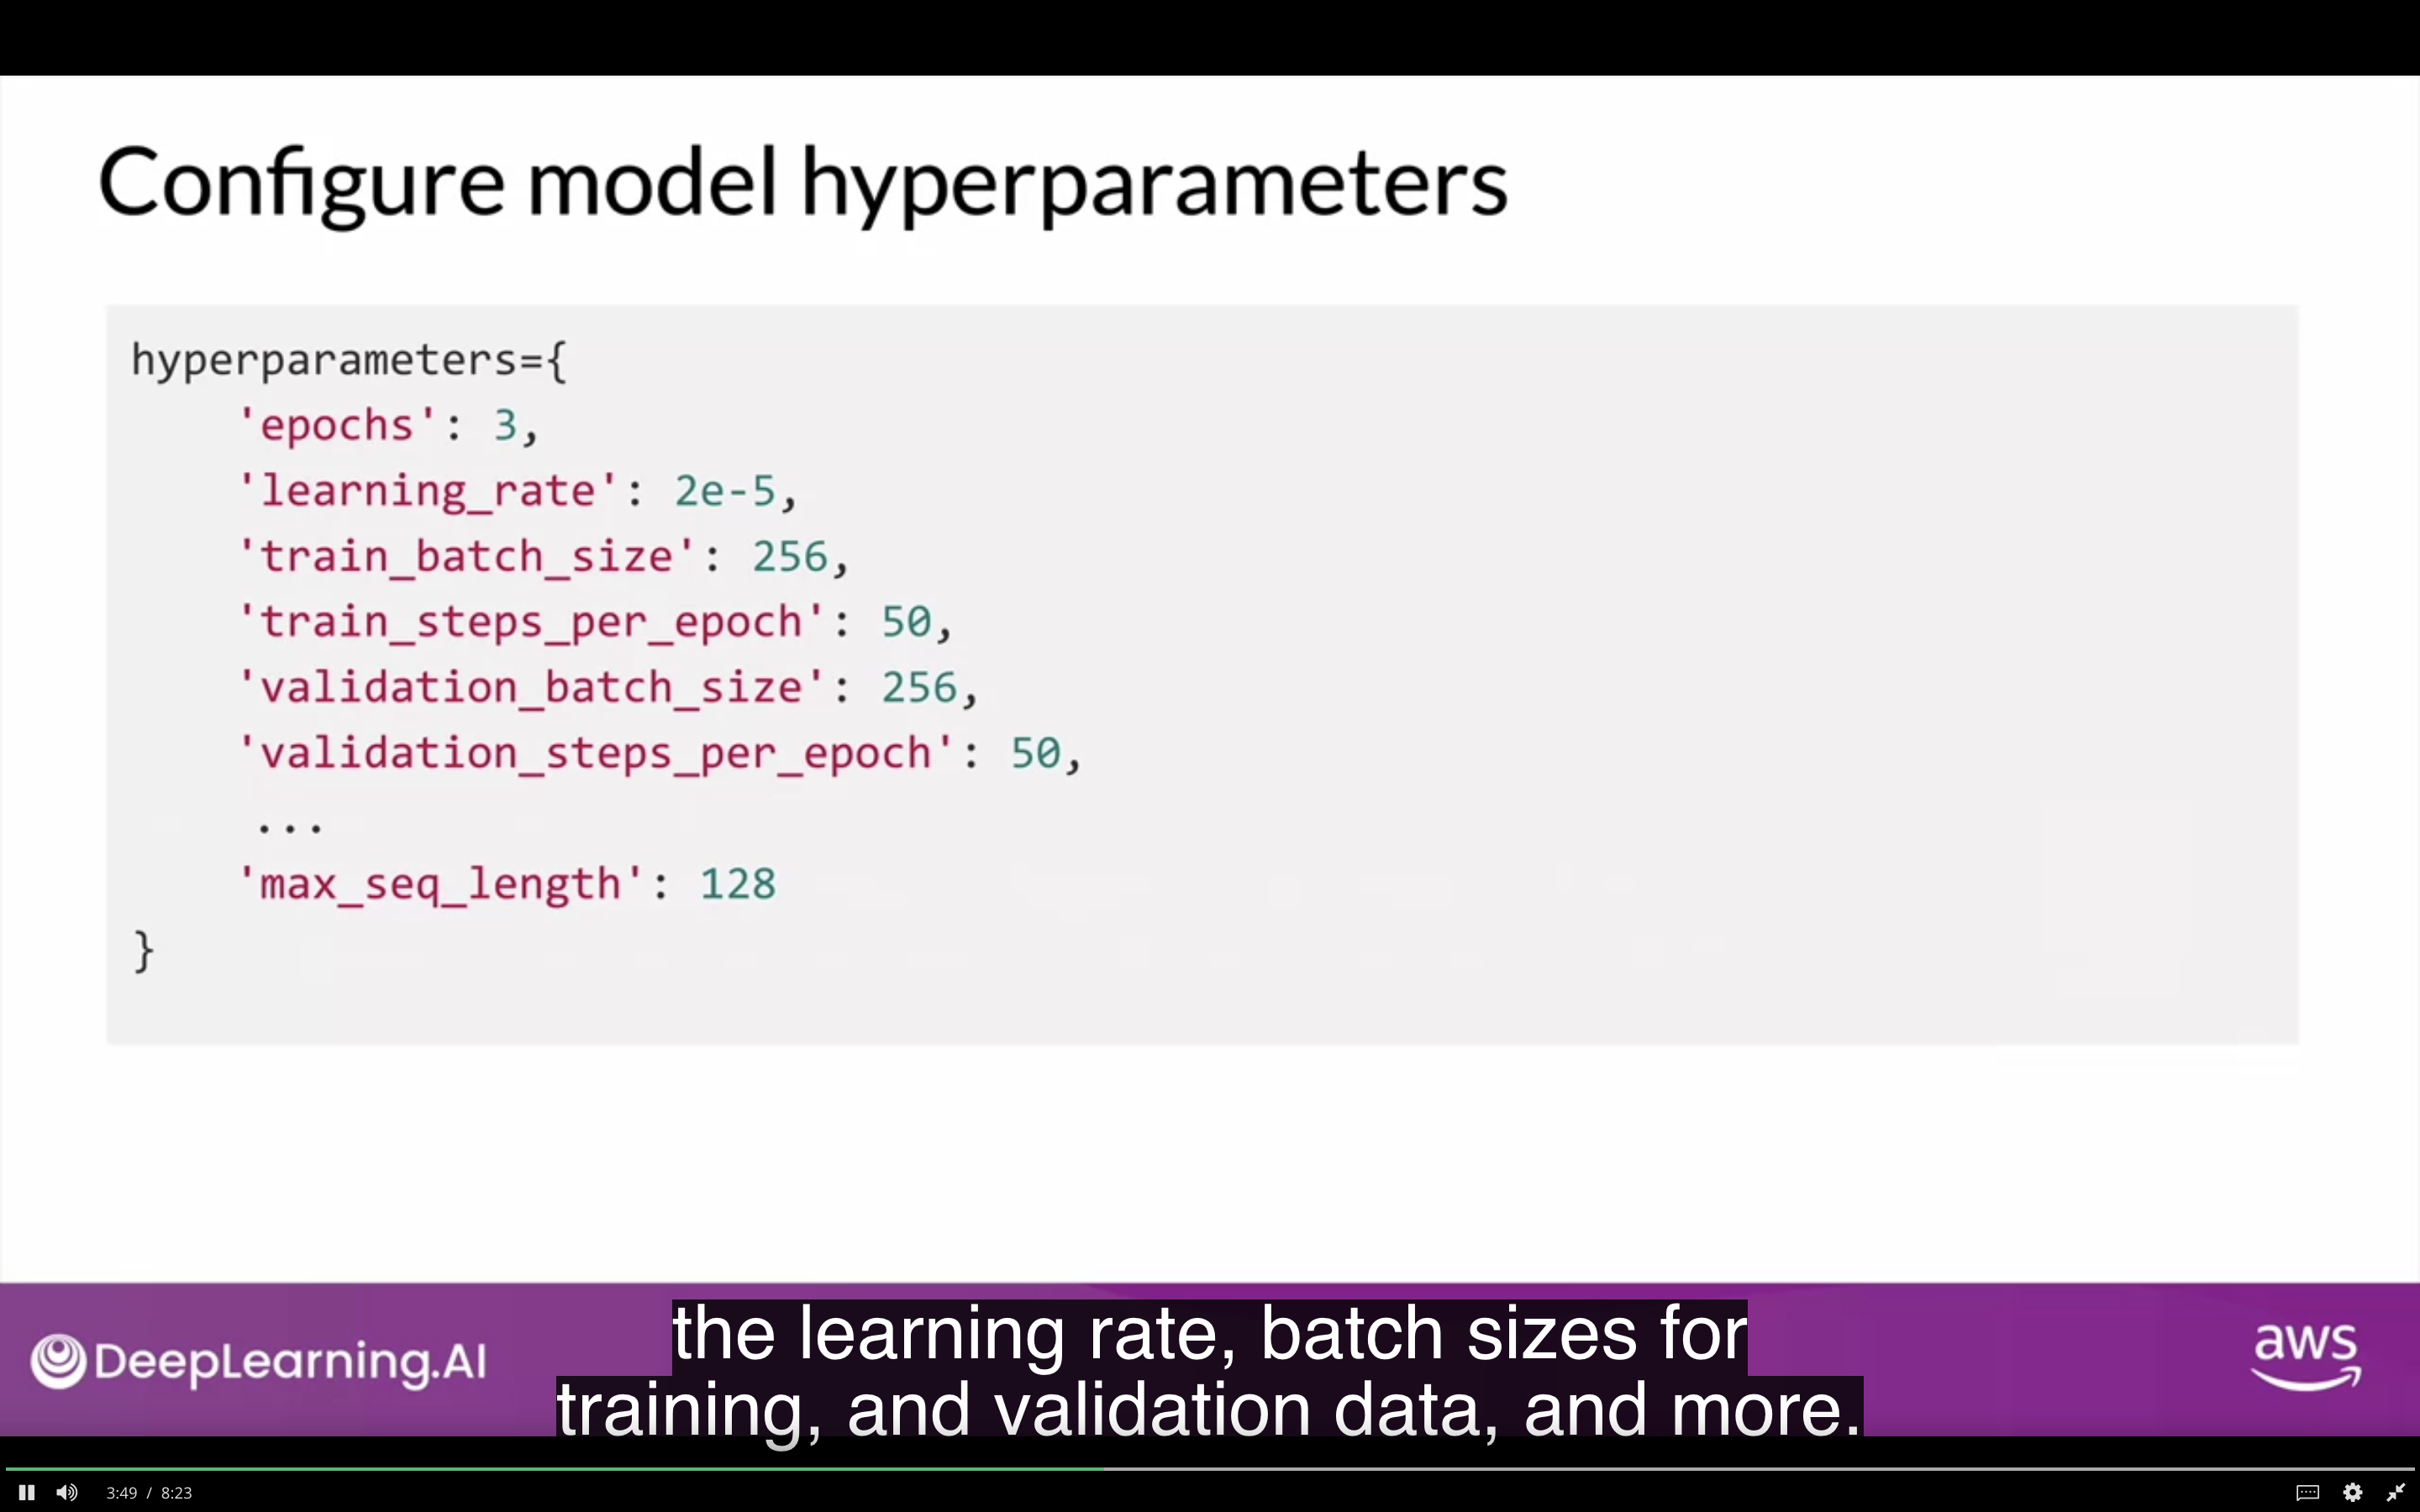 Configure model hyperparameters
hyperparameters={
'epochs': 3,
'learning_rate': 2e-5,
'train_batch_size': 256,
'train_steps_per_epoch': 50,
'validation_batch_size': 256,
'validation_steps_per_epoch': 50,
...
'max_seq_length': 128
}
DeepLearning.AI
the learning rate, batch sizes for
training, and validation data, and more.
aws
3:49 / 8:23